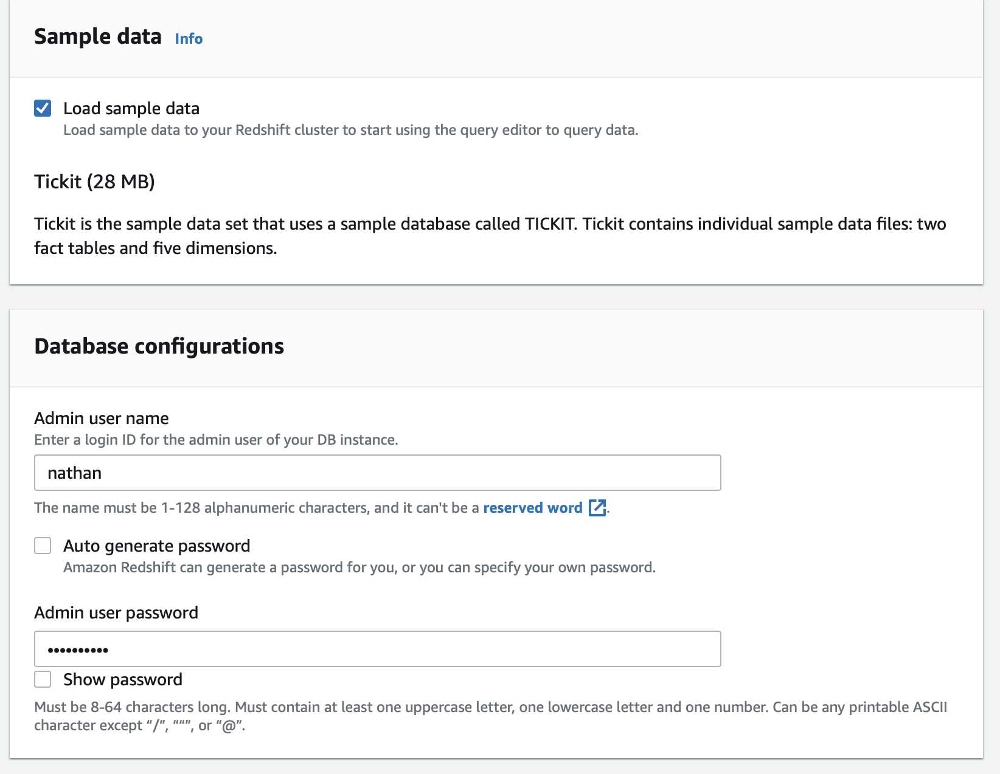 Sample data Info
Load sample data
Load sample data to your Redshift cluster to start using the query editor to query data.
Tickit (28 MB)
Tickit is the sample data set that uses a sample database called TICKIT. Tickit contains individual sample data files: two
fact tables and five dimensions.
Database configurations
Admin user name
Enter a login ID for the admin user of your DB instance.
nathan
The name must be 1-128 alphanumeric characters, and it can't be a reserved word.
Auto generate password
Amazon Redshift can generate a password for you, or you can specify your own password.
Admin user password
••••••••••
Show password
Must be 8-64 characters long. Must contain at least one uppercase letter, one lowercase letter and one number. Can be any printable ASCII
character except “/”, “““”, or “@”.